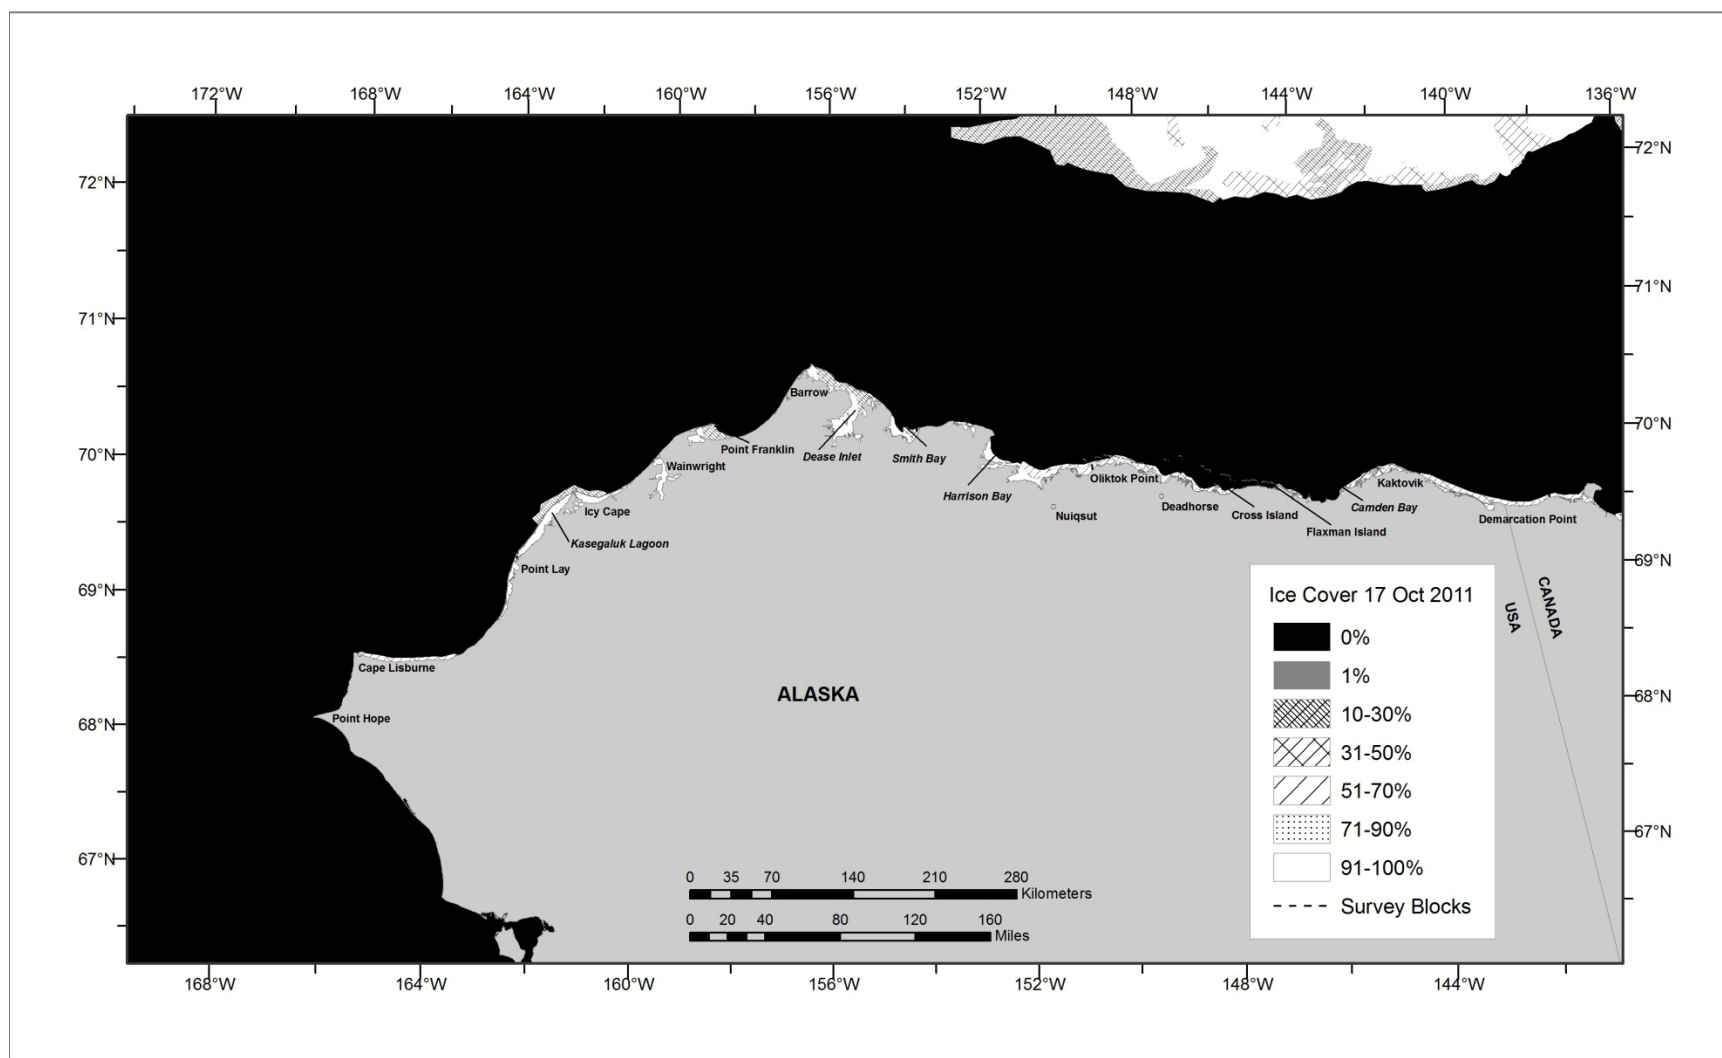 172°W 168°W 164°W 160°W 156°W 152°W 148°W 144°W 140°W 136°W
72°N
72°N
71°N
71°N
Barrow
70°N
Point Franklin
Dease Inlet
Smith Bay
70°N
Wainwright
Harrison Bay
Oliktok Point
Kaktovik
Icy Cape
Nuiqsut
Deadhorse
Cross Island
Camden Bay
Demarcation Point
Flaxman Island
Kasegaluk Lagoon
Point Lay
69°N
69°N
Ice Cover 17 Oct 2011
0%
1%
10-30%
31-50%
51-70%
71-90%
91-100%
Survey Blocks
CANADA
USA
Cape Lisburne
ALASKA
68°N
Point Hope
68°N
67°N
67°N
0 35 70 140 210 280
Kilometers
0 20 40 80 120 160
Miles
168°W 164°W 160°W 156°W 152°W 148°W 144°W